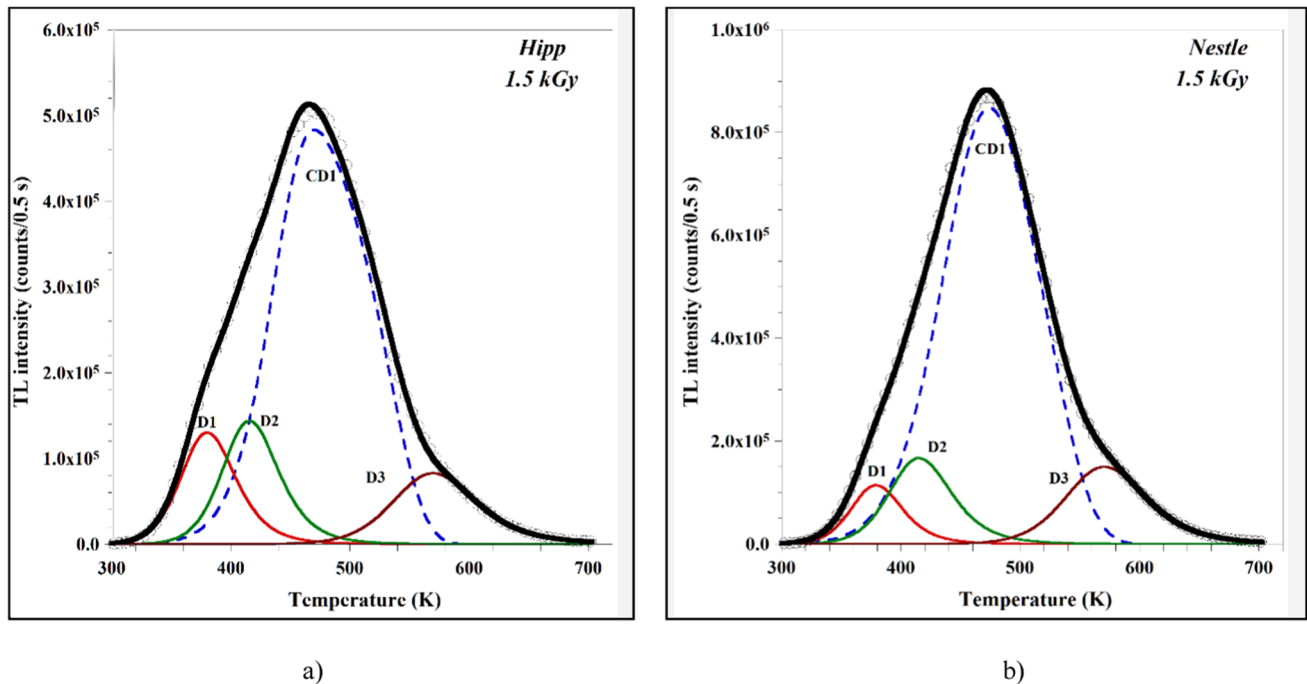 Hipp
1.5 kGy
TL intensity (counts/0.5 s)
6.0x10⁵
5.0x10⁵
4.0x10⁵
3.0x10⁵
2.0x10⁵
1.0x10⁵
0.0
CD1
D1
D2
D3
300 400 500 600 700
Temperature (K)
a)
Nestle
1.5 kGy
TL intensity (counts/0.5 s)
1.0x10⁶
8.0x10⁵
6.0x10⁵
4.0x10⁵
2.0x10⁵
0.0
CD1
D1
D2
D3
300 400 500 600 700
Temperature (K)
b)